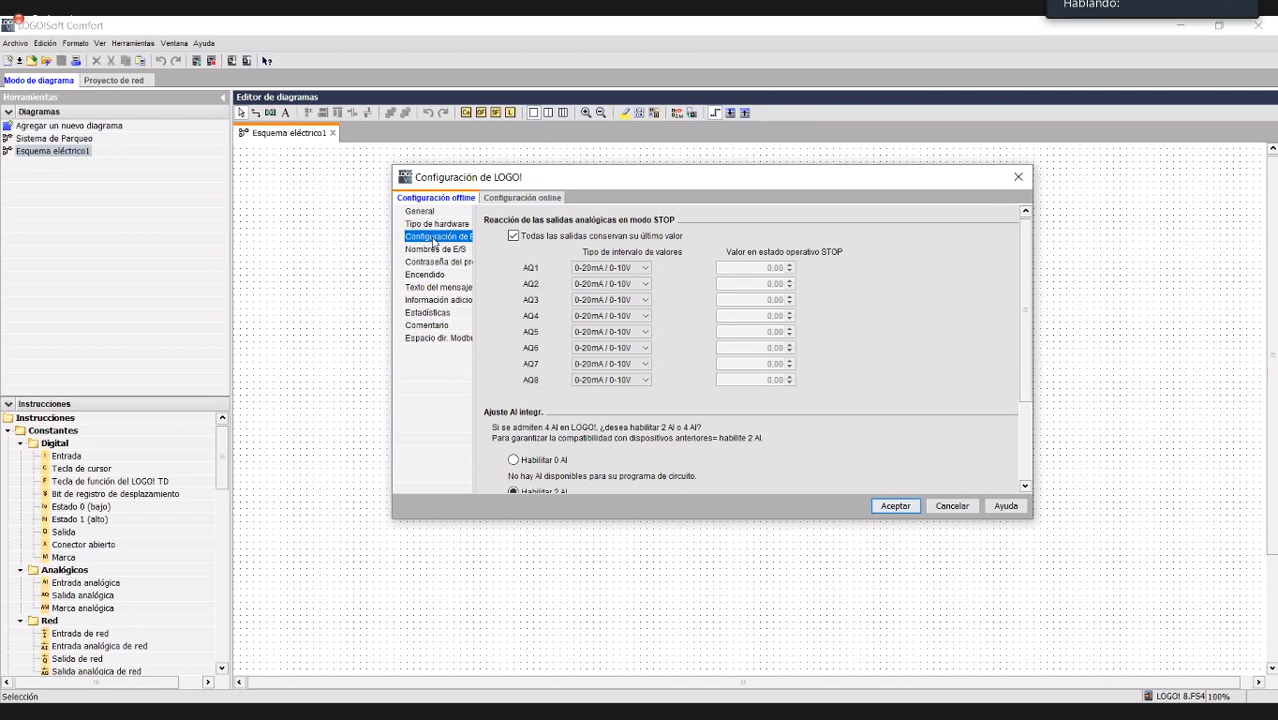 Hablando:
LOGO!Soft Comfort
Archivo Edición Formato Ver Herramientas Ventana Ayuda
Modo de diagrama Proyecto de red
Herramientas
Diagramas
Agregar un nuevo diagrama
Sistema de Parqueo
Esquema eléctrico1
Editor de diagramas
Esquema eléctrico1
Configuración de LOGO!
Configuración offline Configuración online
General
Tipo de hardware
Configuración de E
Nombres de E/S
Contraseña del pr
Encendido
Texto del mensaje
Información adicio
Estadísticas
Comentario
Espacio dir. Modbu
Reacción de las salidas analógicas en modo STOP
Todas las salidas conservan su último valor
Tipo de intervalo de valores Valor en estado operativo STOP
AQ1 0-20mA / 0-10V 0,00
AQ2 0-20mA / 0-10V 0,00
AQ3 0-20mA / 0-10V 0,00
AQ4 0-20mA / 0-10V 0,00
AQ5 0-20mA / 0-10V 0,00
AQ6 0-20mA / 0-10V 0,00
AQ7 0-20mA / 0-10V 0,00
AQ8 0-20mA / 0-10V 0,00
Ajuste AI integr.
Si se admiten 4 AI en LOGO!, ¿desea habilitar 2 AI o 4 AI?
Para garantizar la compatibilidad con dispositivos anteriores= habilite 2 AI.
Habilitar 0 AI
No hay AI disponibles para su programa de circuito.
Habilitar 2 AI
Aceptar Cancelar Ayuda
Instrucciones
Instrucciones
Constantes
Digital
Entrada
Tecla de cursor
Tecla de función del LOGO! TD
Bit de registro de desplazamiento
Estado 0 (bajo)
Estado 1 (alto)
Salida
Conector abierto
Marca
Analógicos
Entrada analógica
Salida analógica
Marca analógica
Red
Entrada de red
Entrada analógica de red
Salida de red
Salida analógica de red
Selección
LOGO! 8.FS4 100%